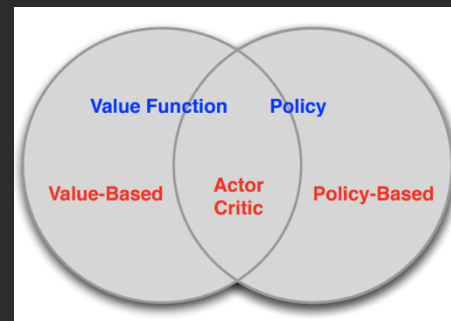 Value Function
Policy
Value-Based
Actor
Critic
Policy-Based